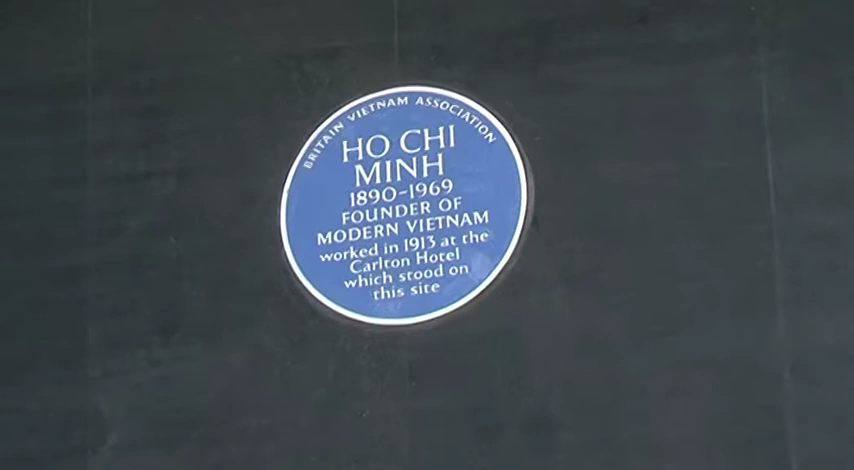 BRITAIN VIETNAM ASSOCIATION
HO CHI
MINH
1890-1969
FOUNDER OF
MODERN VIETNAM
worked in 1913 at the
Carlton Hotel
which stood on
this site